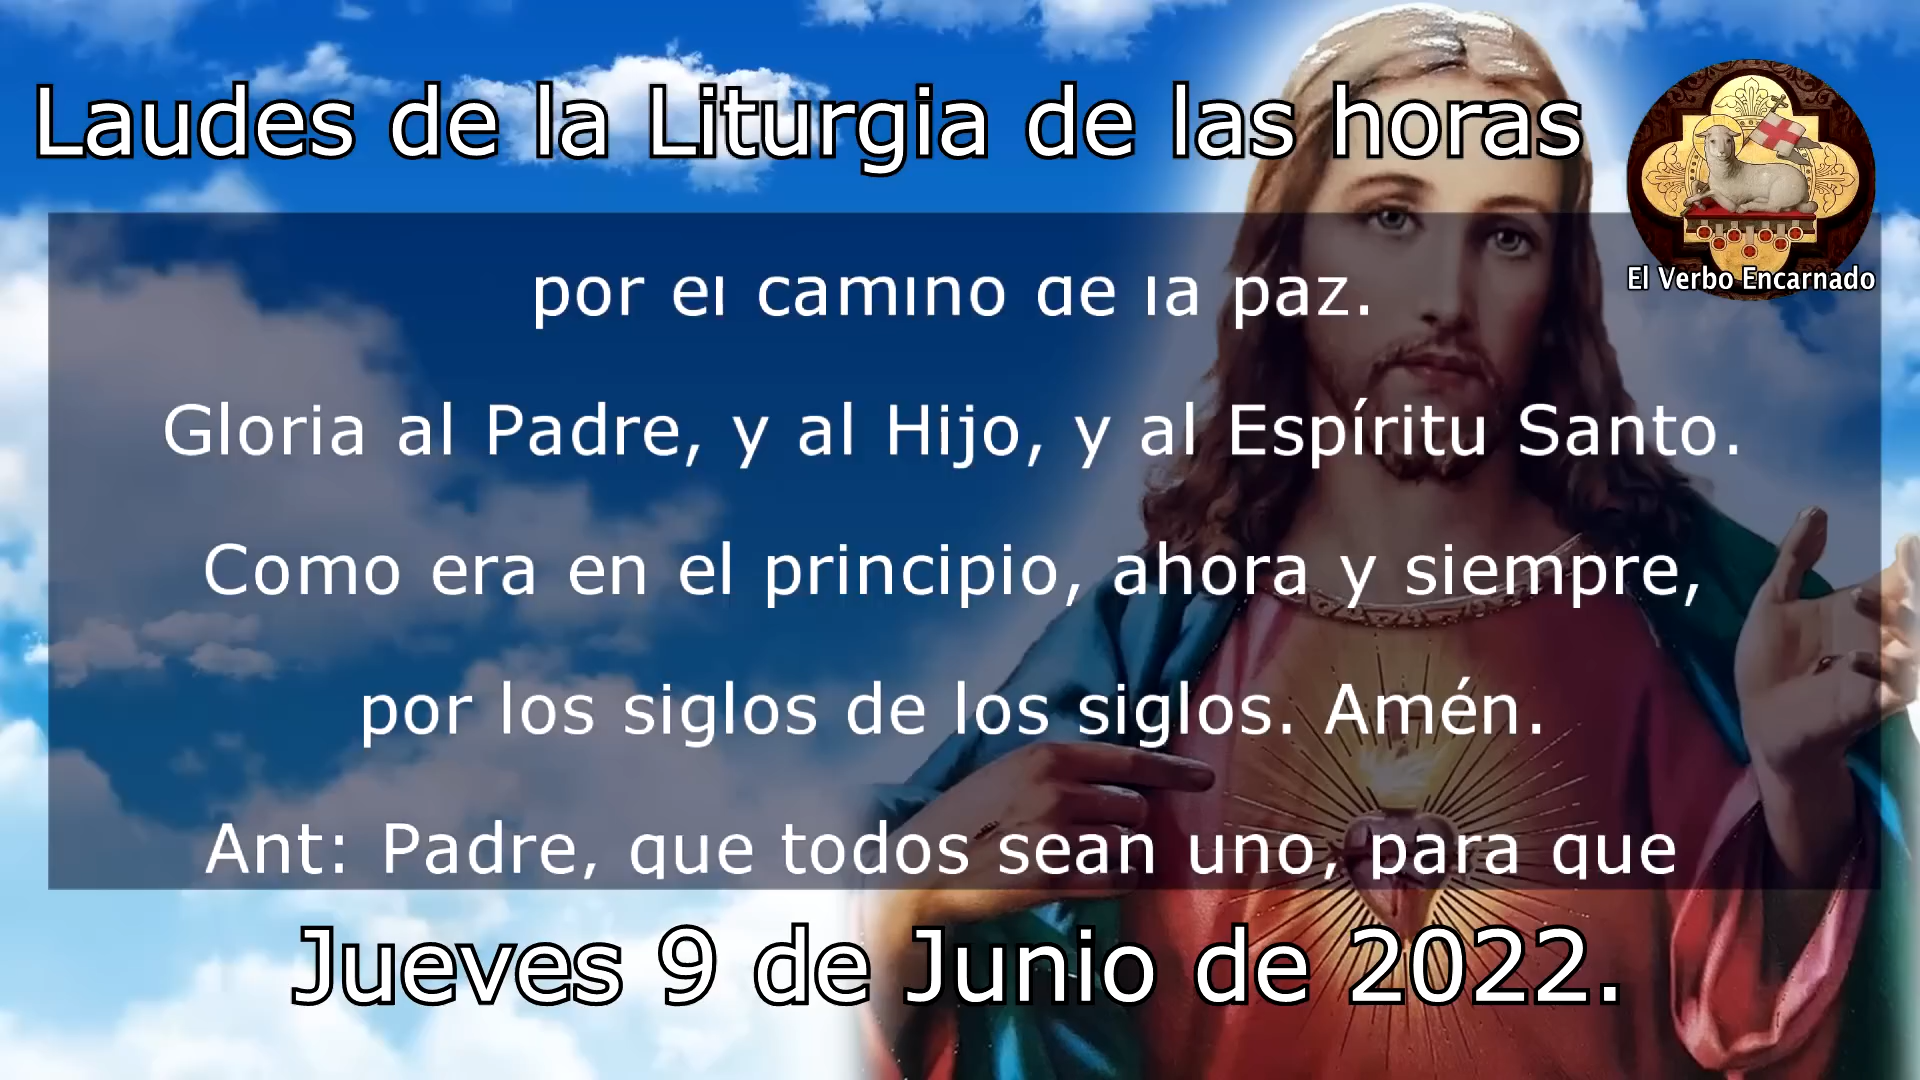 Laudes de la Liturgia de las horas
El Verbo Encarnado
por el camino de la paz.
Gloria al Padre, y al Hijo, y al Espíritu Santo.
Como era en el principio, ahora y siempre,
por los siglos de los siglos. Amén.
Ant: Padre, que todos sean uno, para que
Jueves 9 de Junio de 2022.